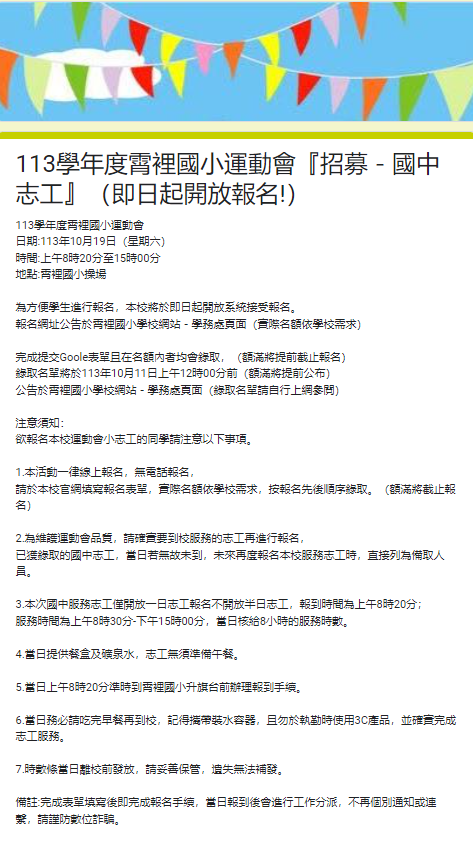 113學年度霄裡國小運動會『招募－國中
志工』（即日起開放報名!）
113學年度霄裡國小運動會
日期:113年10月19日（星期六）
時間:上午8時20分至15時00分
地點:霄裡國小操場
為方便學生進行報名，本校將於即日起開放系統接受報名。
報名網址公告於霄裡國小學校網站－學務處頁面（實際名額依學校需求）
完成提交Goole表單且在名額內者均會錄取，（額滿將提前截止報名）
錄取名單將於113年10月11日上午12時00分前（額滿將提前公布）
公告於霄裡國小學校網站－學務處頁面（錄取名單請自行上網參閱）
注意須知:
欲報名本校運動會小志工的同學請注意以下事項。
1.本活動一律線上報名，無電話報名，
請於本校官網填寫報名表單，實際名額依學校需求，按報名先後順序錄取。（額滿將截止報
名）
2.為維護運動會品質，請確實要到校服務的志工再進行報名，
已獲錄取的國中志工，當日若無故未到，未來再度報名本校服務志工時，直接列為備取人
員。
3.本次國中服務志工僅開放一日志工報名不開放半日志工，報到時間為上午8時20分；
服務時間為上午8時30分-下午15時00分，當日核給8小時的服務時數。
4.當日提供餐盒及礦泉水，志工無須準備午餐。
5.當日上午8時20分準時到霄裡國小升旗台前辦理報到手續。
6.當日務必請吃完早餐再到校，記得攜帶裝水容器，且勿於執勤時使用3C產品，並確實完成
志工服務。
7.時數條當日離校前發放，請妥善保管，遺失無法補發。
備註:完成表單填寫後即完成報名手續，當日報到後會進行工作分派，不再個別通知或連
繫，請謹防數位詐騙。